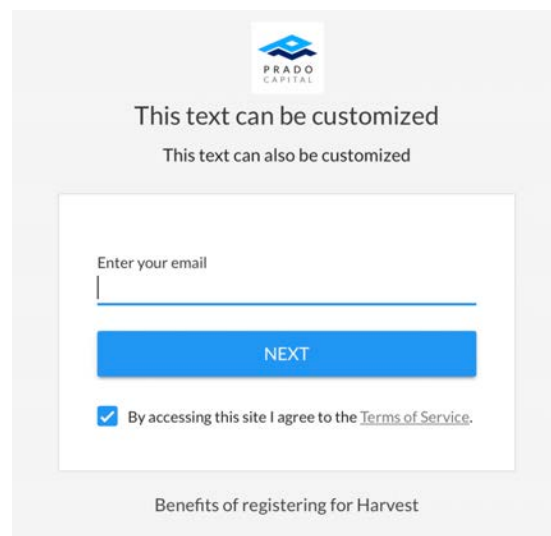 PRADO
CAPITAL
This text can be customized
This text can also be customized
Enter your email
NEXT
By accessing this site I agree to the Terms of Service.
Benefits of registering for Harvest